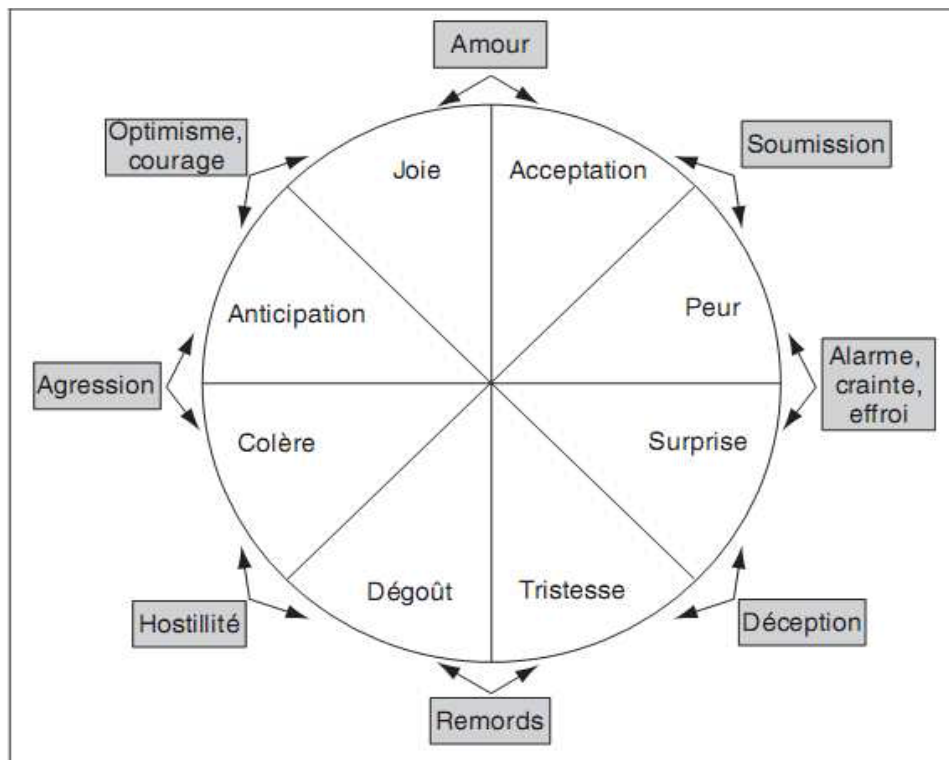 Amour
Optimisme,
courage
Soumission
Joie
Acceptation
Anticipation
Peur
Agression
Alarme,
crainte,
effroi
Colère
Surprise
Dégoût
Tristesse
Hostillité
Déception
Remords